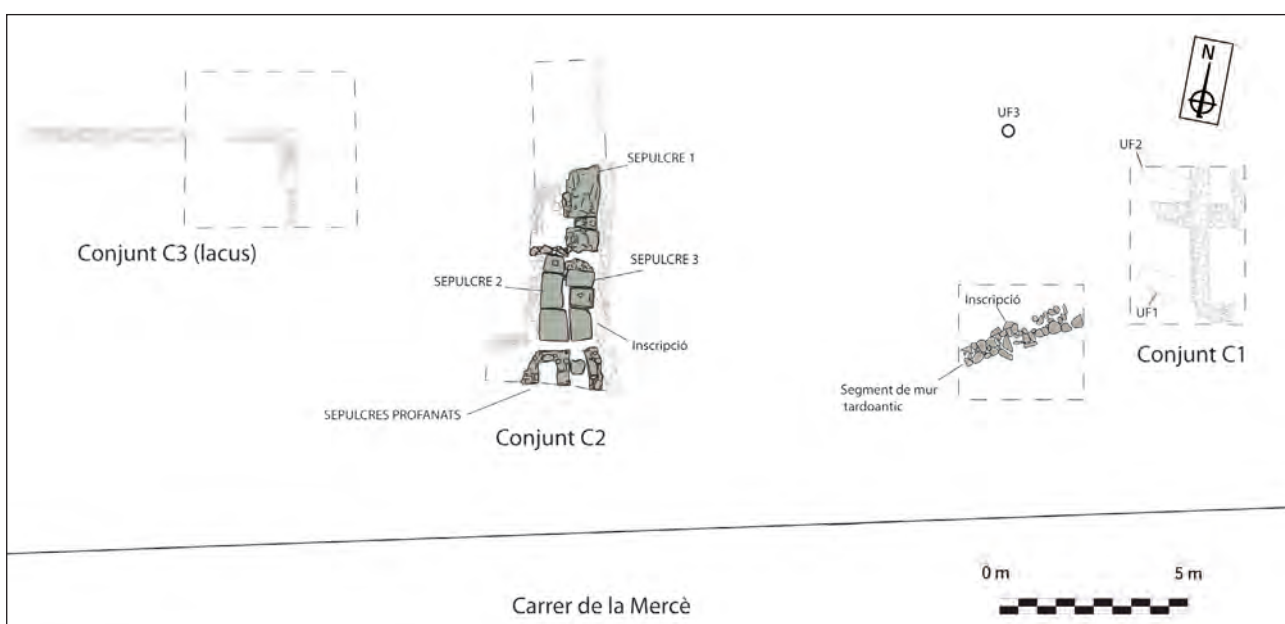 N
UF3
UF2
SEPULCRE 1
Conjunt C3 (lacus)
SEPULCRE 3
SEPULCRE 2
Inscripció
UF1
Inscripció
Conjunt C1
Segment de mur
tardoantic
SEPULCRES PROFANATS
Conjunt C2
0 m
5 m
Carrer de la Mercè